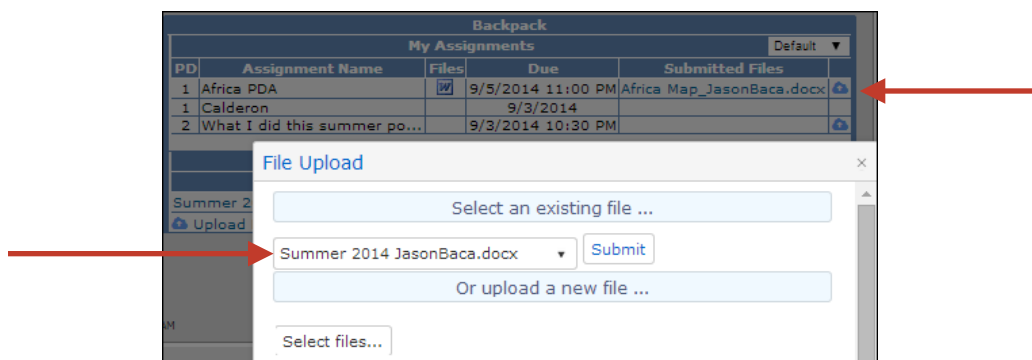 Backpack
My Assignments Default ▼
PD Assignment Name Files Due Submitted Files
1 Africa PDA W 9/5/2014 11:00 PM Africa Map_JasonBaca.docx
1 Calderon 9/3/2014
2 What I did this summer po... 9/3/2014 10:30 PM
File Upload ×
Select an existing file ...
Summer 2
Upload
Summer 2014 JasonBaca.docx ▼ Submit
Or upload a new file ...
AM
Select files...